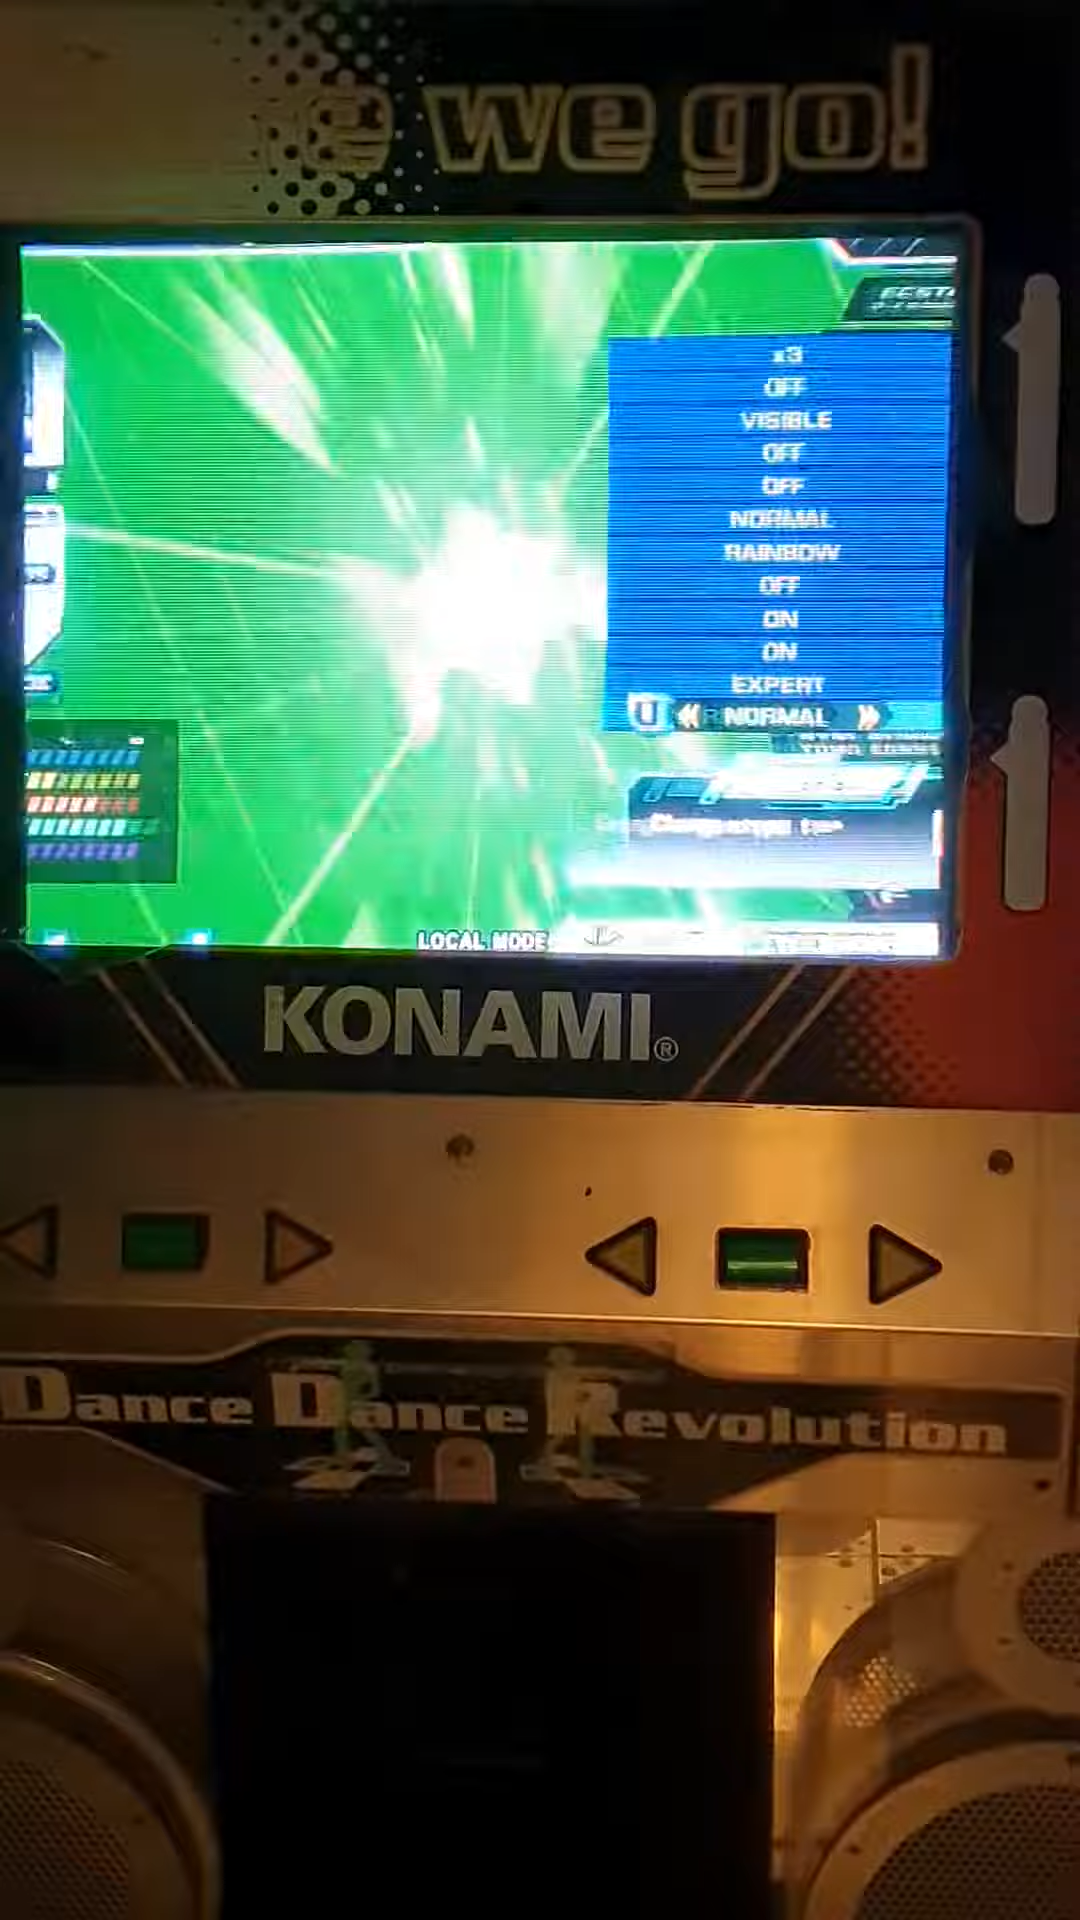 e we go!
x3
OFF
VISIBLE
OFF
OFF
NORMAL
RAINBOW
OFF
ON
ON
EXPERT
NORMAL
LOCAL MODE
KONAMI®
Dance Dance Revolution